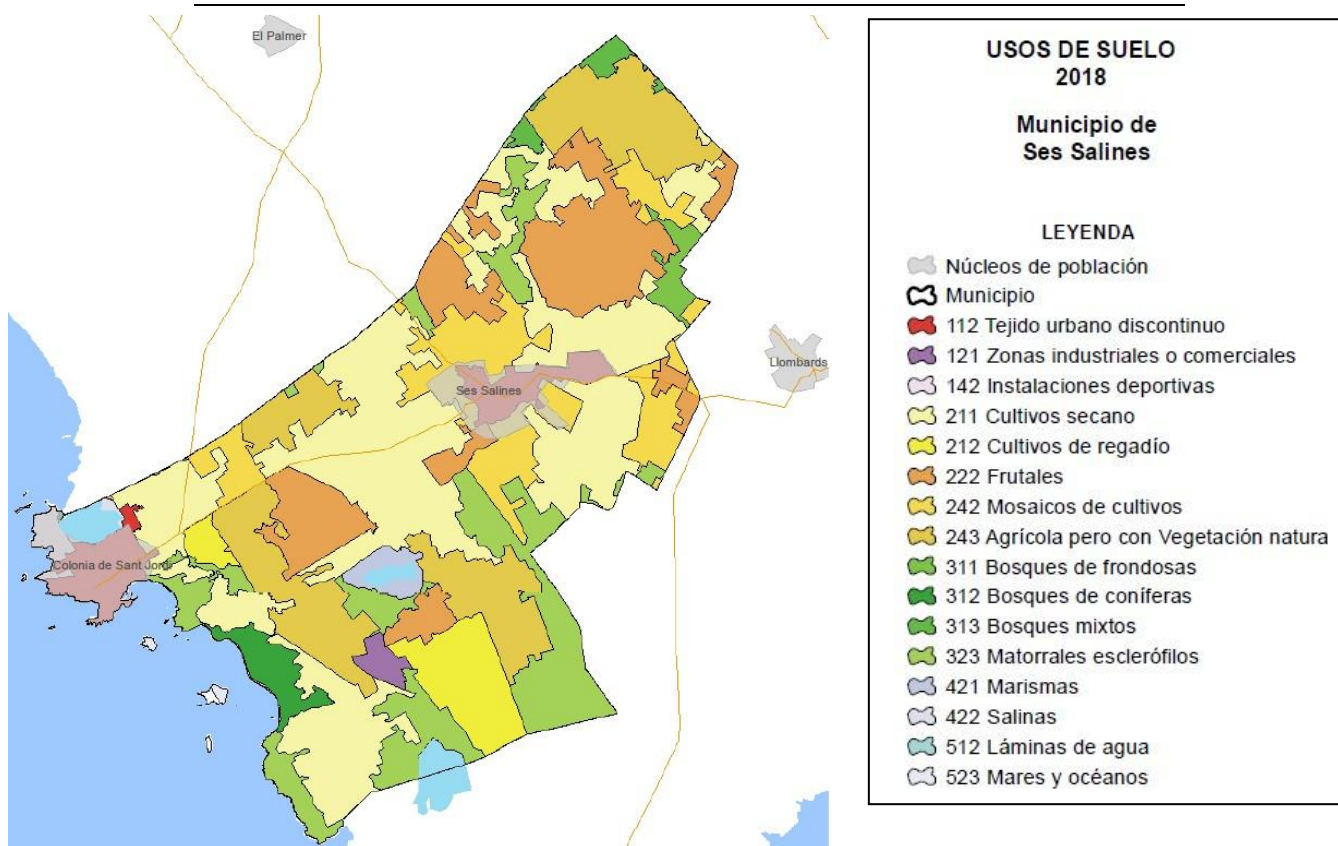 El Palmer
Ses Salines
Llombards
Colonia de Sant Jordi
USOS DE SUELO
2018
Municipio de
Ses Salines
LEYENDA
Núcleos de población
Municipio
112 Tejido urbano discontinuo
121 Zonas industriales o comerciales
142 Instalaciones deportivas
211 Cultivos secano
212 Cultivos de regadío
222 Frutales
242 Mosaicos de cultivos
243 Agrícola pero con Vegetación natura
311 Bosques de frondosas
312 Bosques de coníferas
313 Bosques mixtos
323 Matorrales esclerófilos
421 Marismas
422 Salinas
512 Láminas de agua
523 Mares y océanos